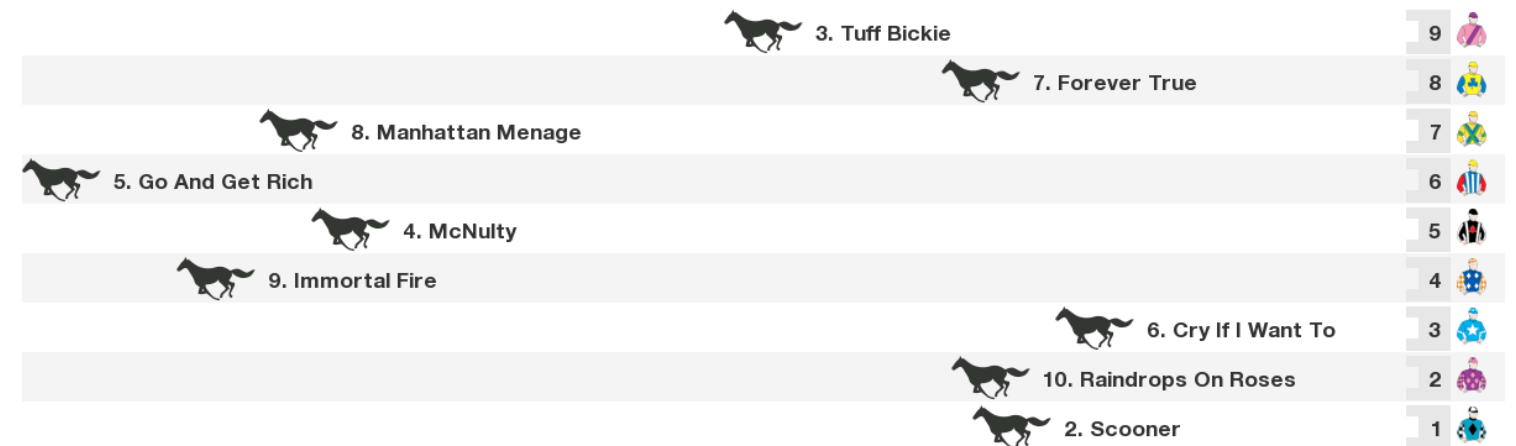 3. Tuff Bickie 9
7. Forever True 8
8. Manhattan Menage 7
5. Go And Get Rich 6
4. McNulty 5
9. Immortal Fire 4
6. Cry If I Want To 3
10. Raindrops On Roses 2
2. Scooner 1